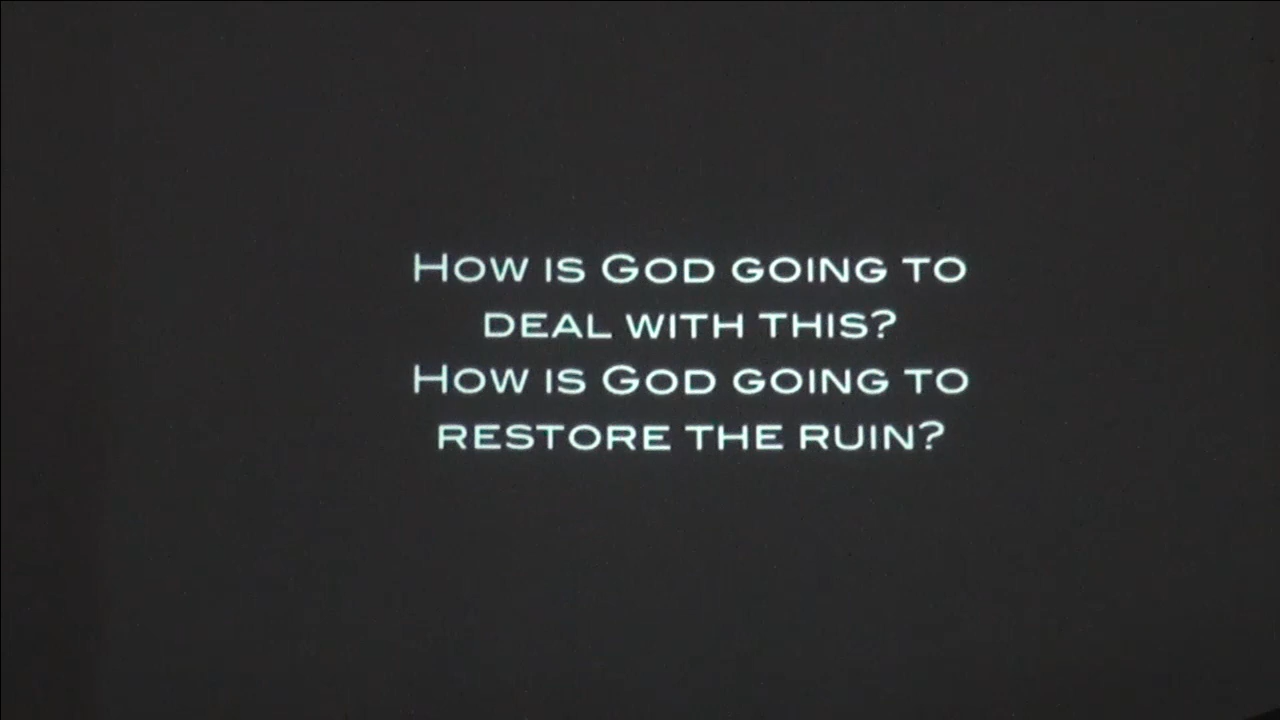 How is God going to
deal with this?
How is God going to
restore the ruin?